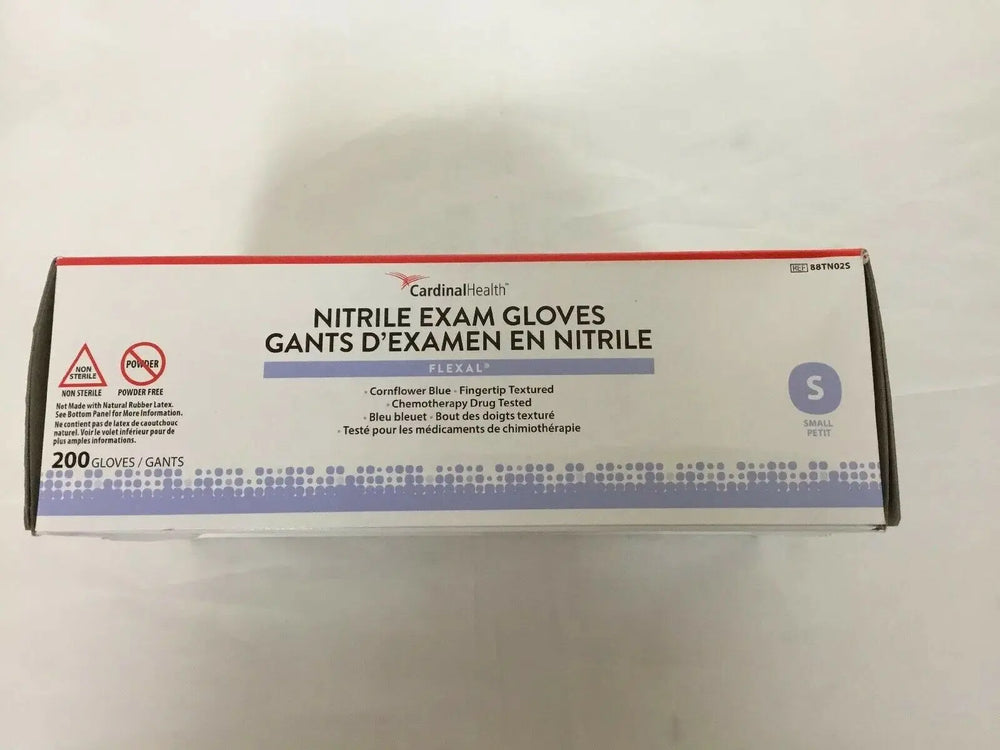 CardinalHealth™
REF 88TN02S
NITRILE EXAM GLOVES
GANTS D'EXAMEN EN NITRILE
FLEXAL®
• Cornflower Blue • Fingertip Textured
• Chemotherapy Drug Tested
• Bleu bleuet • Bout des doigts texturé
• Testé pour les médicaments de chimiothérapie
NON
STERILE
NON STERILE
POWDER
POWDER FREE
Not Made with Natural Rubber Latex.
See Bottom Panel for More Information.
Ne contient pas de latex de caoutchouc
naturel. Voir le volet inférieur pour de
plus amples informations.
200 GLOVES / GANTS
S
SMALL
PETIT